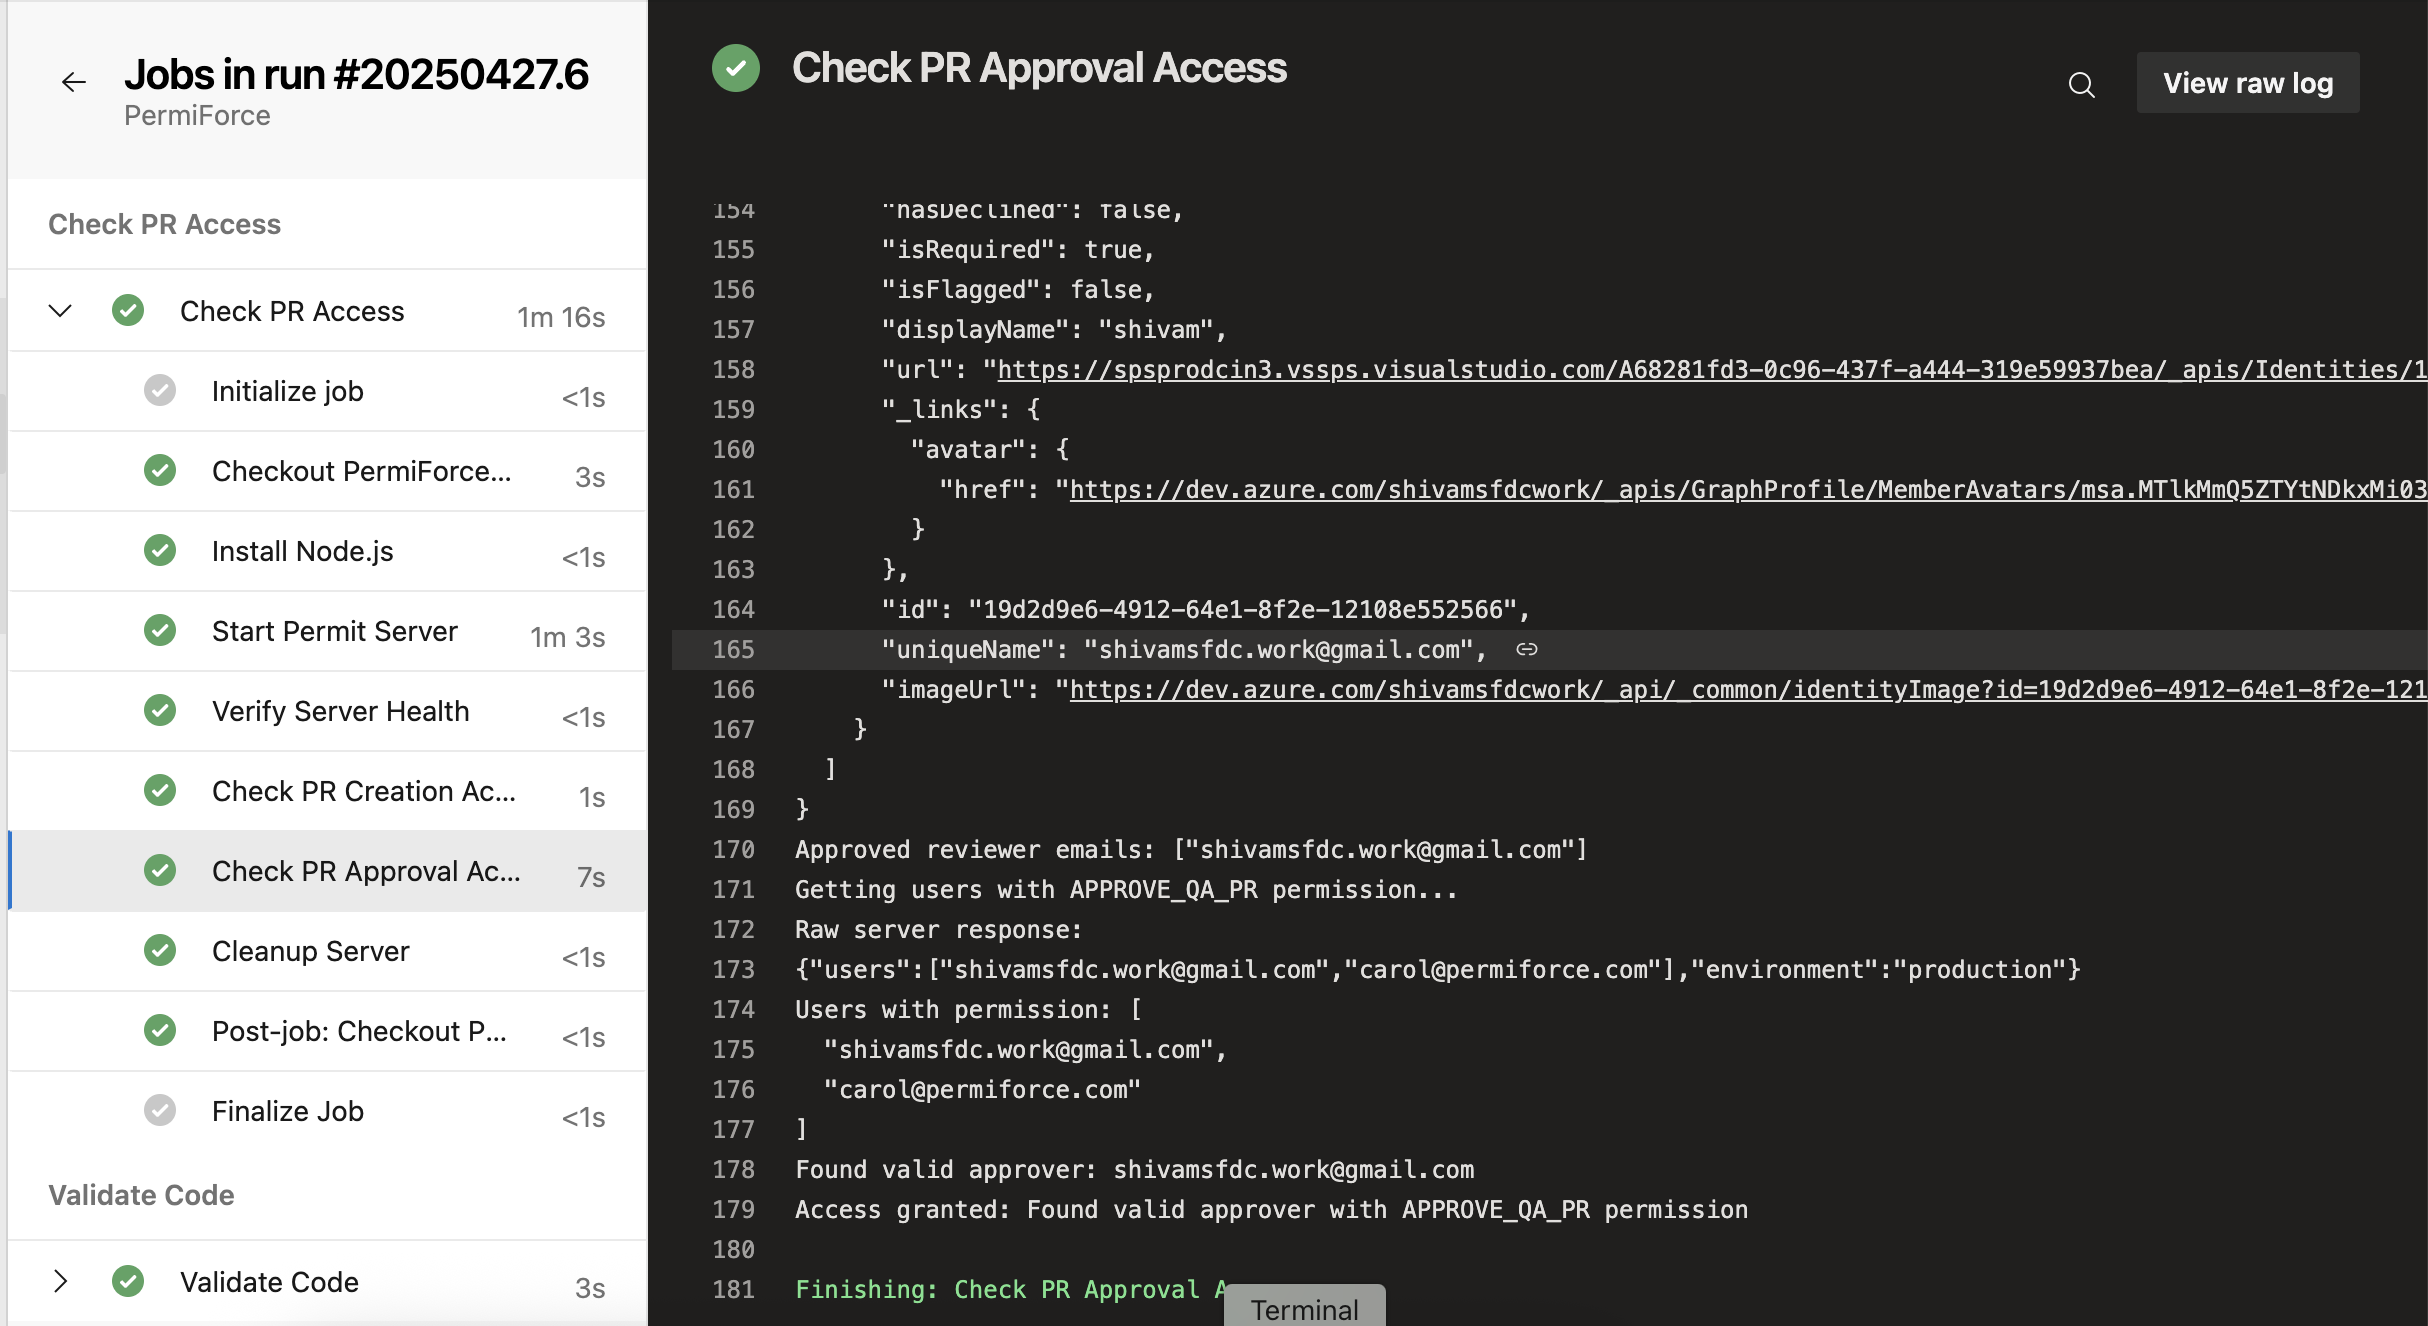 Jobs in run #20250427.6
PermiForce
Check PR Access
Check PR Access 1m 16s
Initialize job <1s
Checkout PermiForce... 3s
Install Node.js <1s
Start Permit Server 1m 3s
Verify Server Health <1s
Check PR Creation Ac... 1s
Check PR Approval Ac... 7s
Cleanup Server <1s
Post-job: Checkout P... <1s
Finalize Job <1s
Validate Code
Validate Code 3s
Check PR Approval Access
View raw log
154 "hasDeclined": false,
155 "isRequired": true,
156 "isFlagged": false,
157 "displayName": "shivam",
158 "url": "https://spsprodcin3.vssps.visualstudio.com/A68281fd3-0c96-437f-a444-319e59937bea/_apis/Identities/1
159 "_links": {
160 "avatar": {
161 "href": "https://dev.azure.com/shivamsfdcwork/_apis/GraphProfile/MemberAvatars/msa.MTlkMmQ5ZTYtNDkxMi03
162 }
163 },
164 "id": "19d2d9e6-4912-64e1-8f2e-12108e552566",
165 "uniqueName": "shivamsfdc.work@gmail.com",
166 "imageUrl": "https://dev.azure.com/shivamsfdcwork/_api/_common/identityImage?id=19d2d9e6-4912-64e1-8f2e-121
167 }
168 ]
169 }
170 Approved reviewer emails: ["shivamsfdc.work@gmail.com"]
171 Getting users with APPROVE_QA_PR permission...
172 Raw server response:
173 {"users":["shivamsfdc.work@gmail.com","carol@permiforce.com"],"environment":"production"}
174 Users with permission: [
175 "shivamsfdc.work@gmail.com",
176 "carol@permiforce.com"
177 ]
178 Found valid approver: shivamsfdc.work@gmail.com
179 Access granted: Found valid approver with APPROVE_QA_PR permission
180
181 Finishing: Check PR Approval A
Terminal